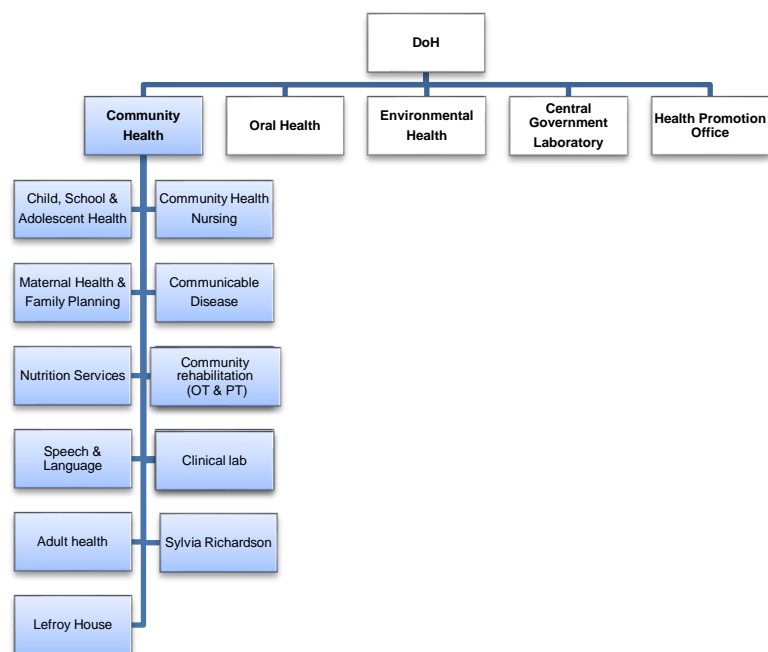 DoH
Community
Health
Oral Health
Environmental
Health
Central
Government
Laboratory
Health Promotion
Office
Child, School &
Adolescent Health
Community Health
Nursing
Maternal Health &
Family Planning
Communicable
Disease
Nutrition Services
Community
rehabilitation
(OT & PT)
Speech &
Language
Clinical lab
Adult health
Sylvia Richardson
Lefroy House